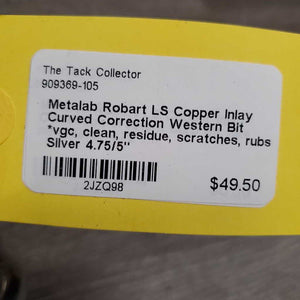 The Tack Collector
909369-105
Metalab Robart LS Copper Inlay
Curved Correction Western Bit
*vgc, clean, residue, scratches, rubs
Silver 4.75/5"
2JZQ98
$49.50